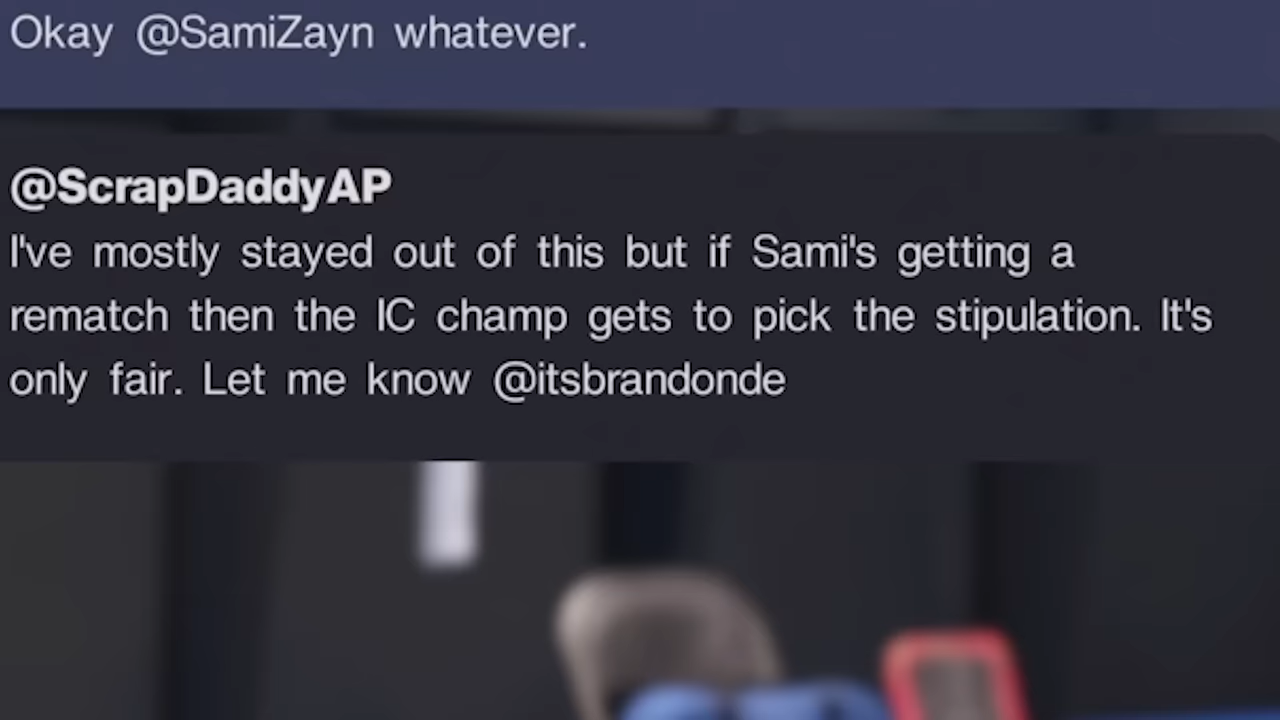 Okay @SamiZayn whatever.
@ScrapDaddyAP
I've mostly stayed out of this but if Sami's getting a
rematch then the IC champ gets to pick the stipulation. It's
only fair. Let me know @itsbrandonde